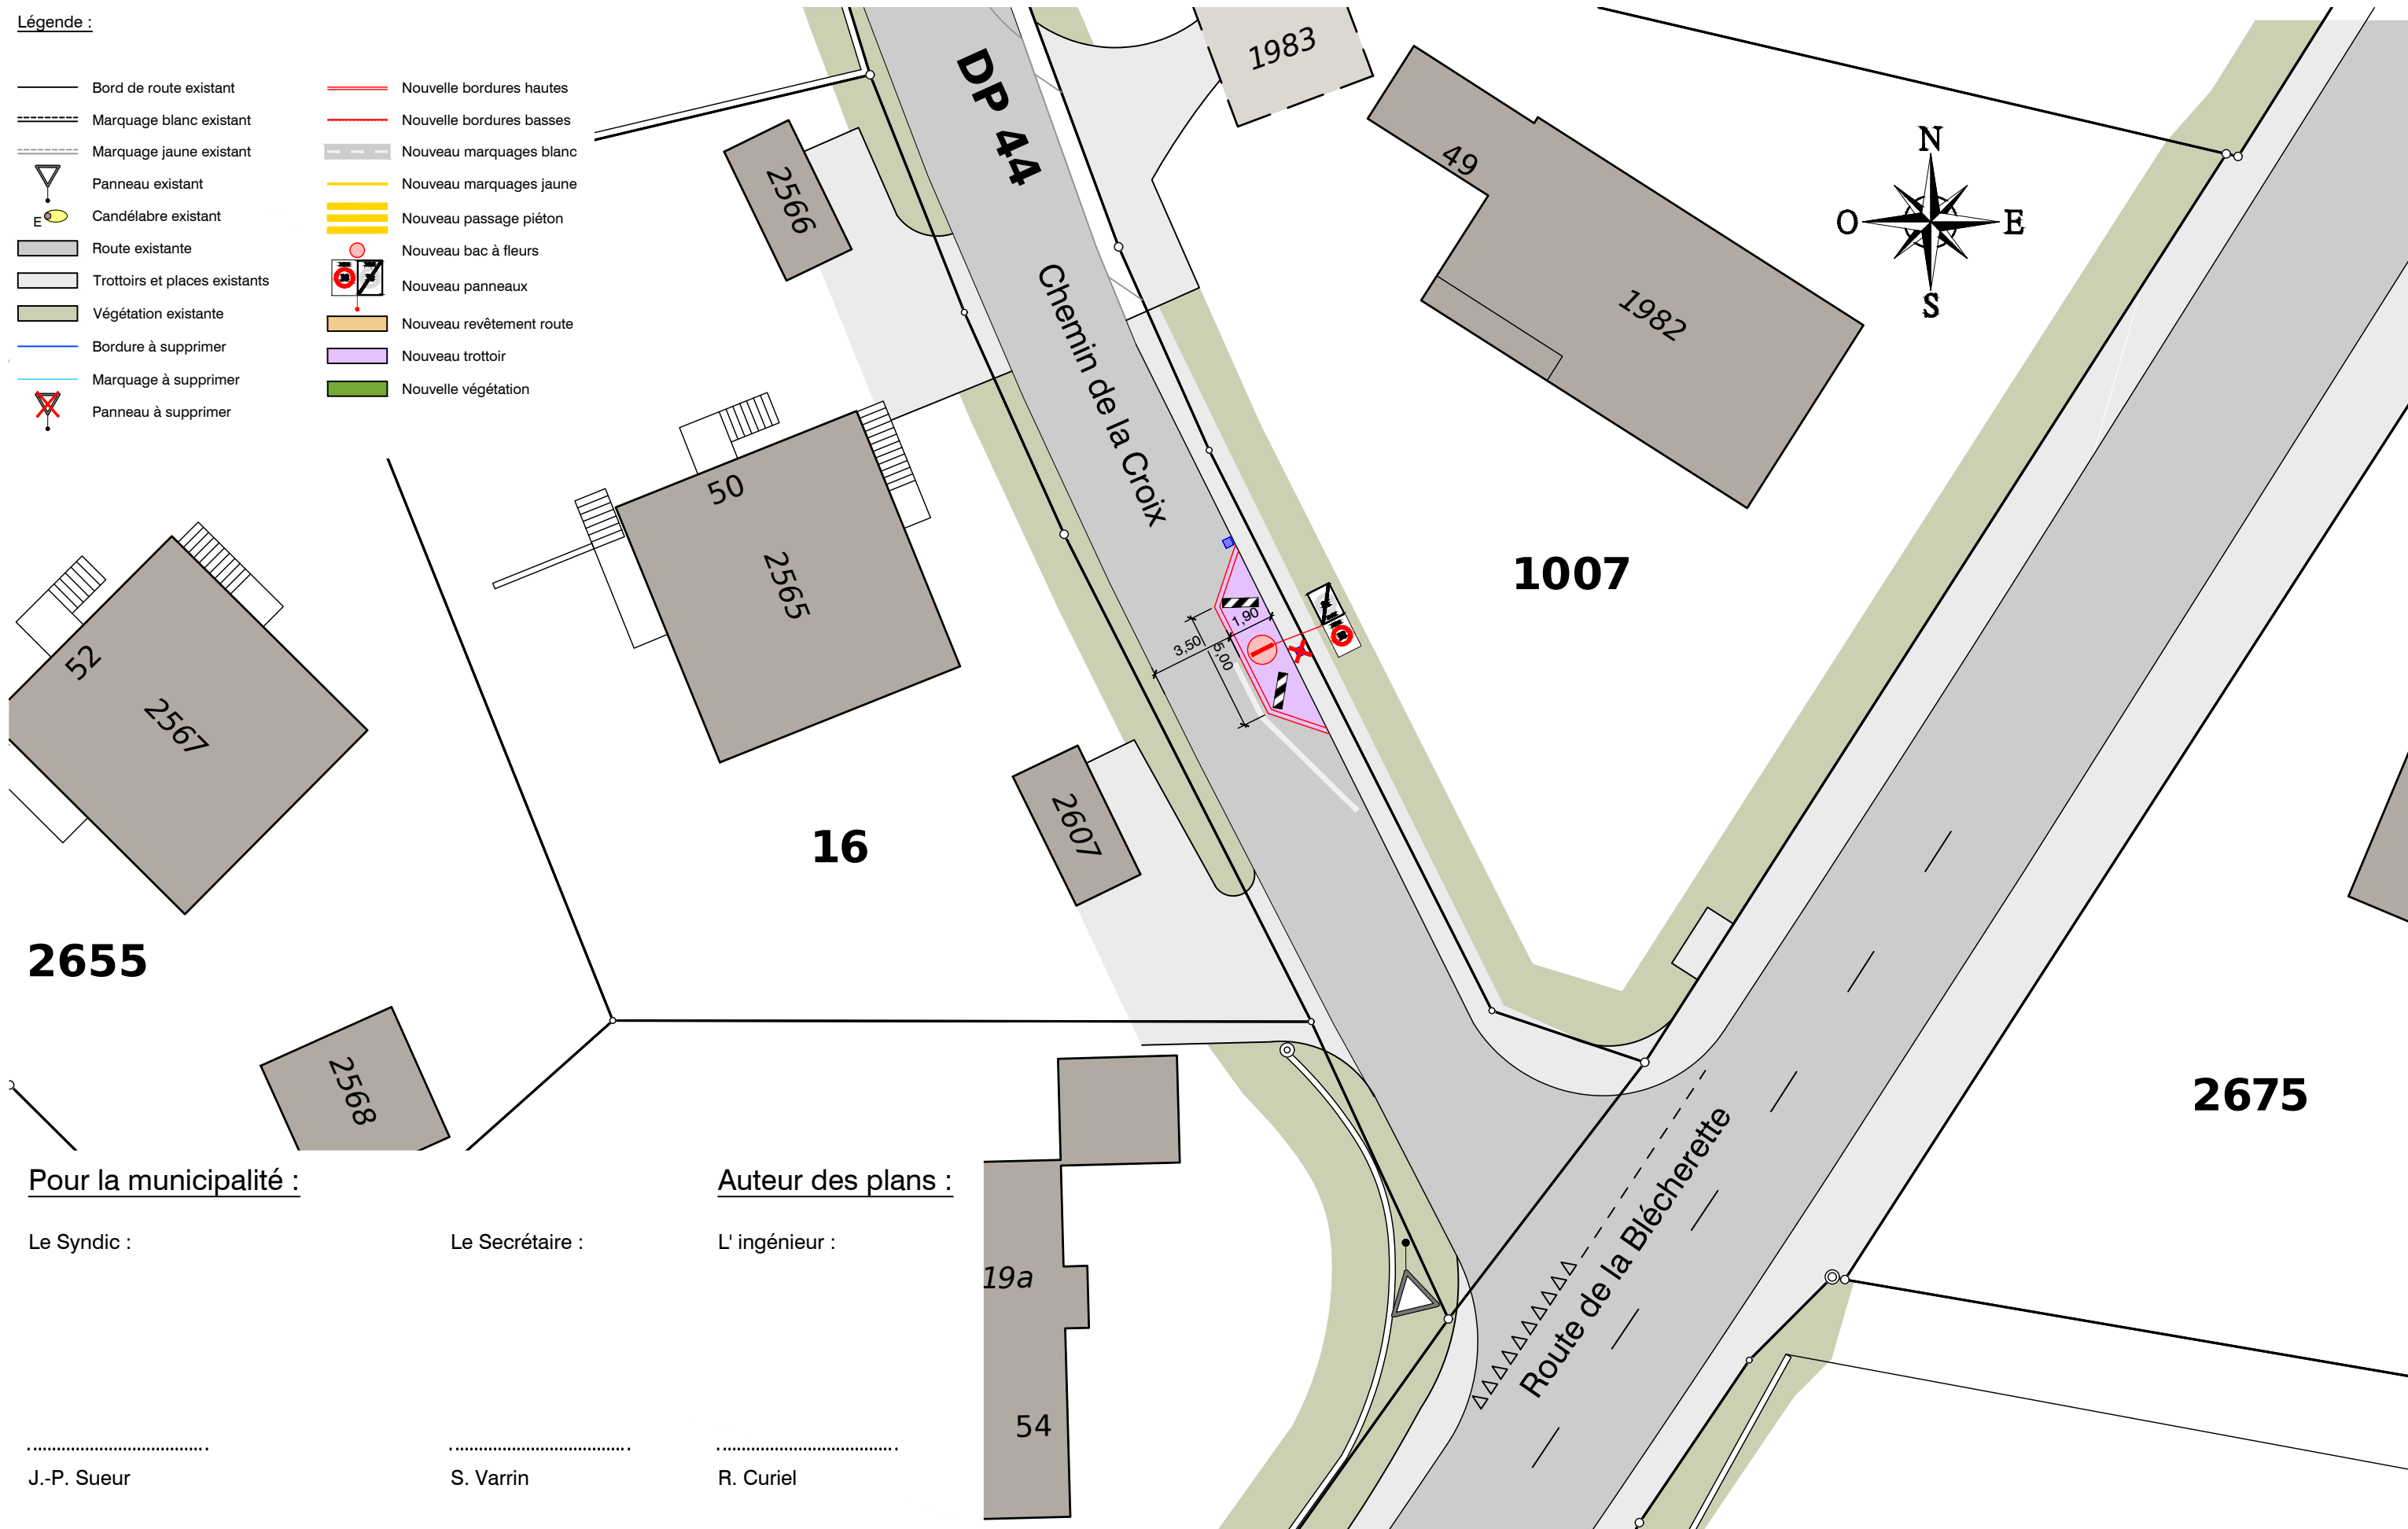 Légende :
Bord de route existant
Marquage blanc existant
Marquage jaune existant
Panneau existant
E
Candélabre existant
Route existante
Trottoirs et places existants
Végétation existante
Bordure à supprimer
Marquage à supprimer
Panneau à supprimer
Nouvelle bordures hautes
Nouvelle bordures basses
Nouveau marquages blanc
Nouveau marquages jaune
Nouveau passage piéton
Nouveau bac à fleurs
Nouveau panneaux
Nouveau revêtement route
Nouveau trottoir
Nouvelle végétation
DP 44
1983
49
1982
N
O
E
S
2566
Chemin de la Croix
50
2565
1007
1,90
3,50
5,00
52
2567
2607
16
2655
2568
2675
Route de la Blécherette
19a
54
Pour la municipalité :
Auteur des plans :
Le Syndic :
Le Secrétaire :
L' ingénieur :
J.-P. Sueur
S. Varrin
R. Curiel